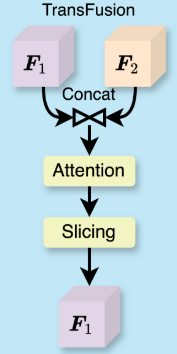 TransFusion
F1 F2
Concat
Attention
Slicing
F1